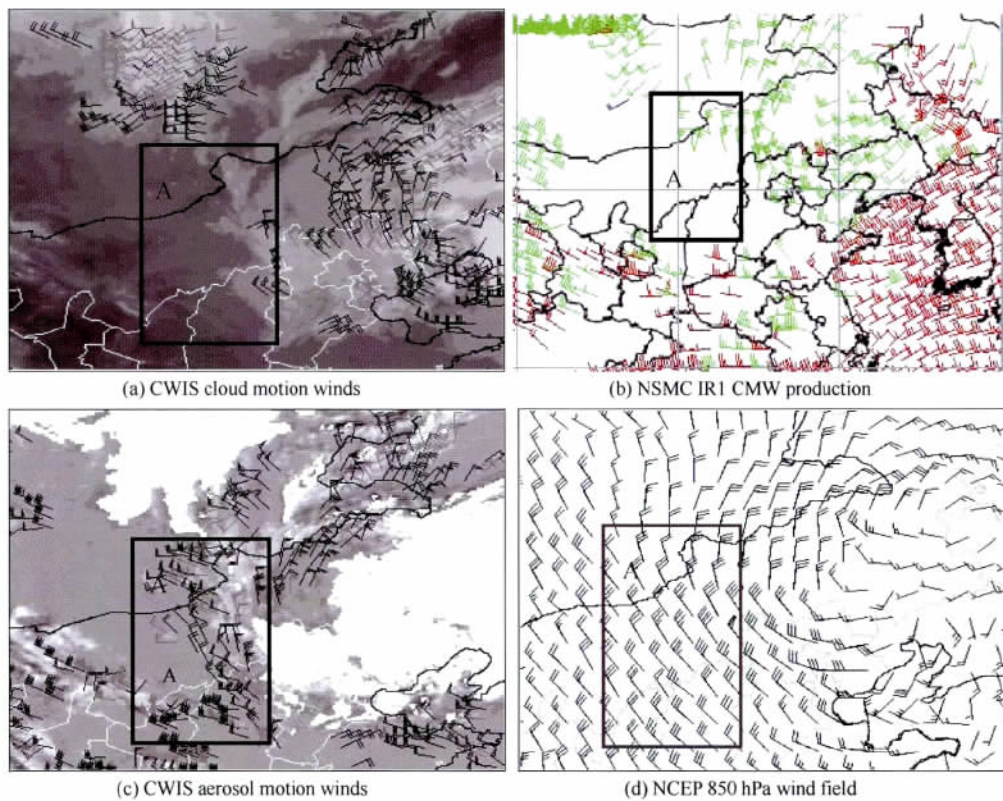 A
A
(a) CWIS cloud motion winds
(b) NSMC IR1 CMW production
A
A
(c) CWIS aerosol motion winds
(d) NCEP 850 hPa wind field